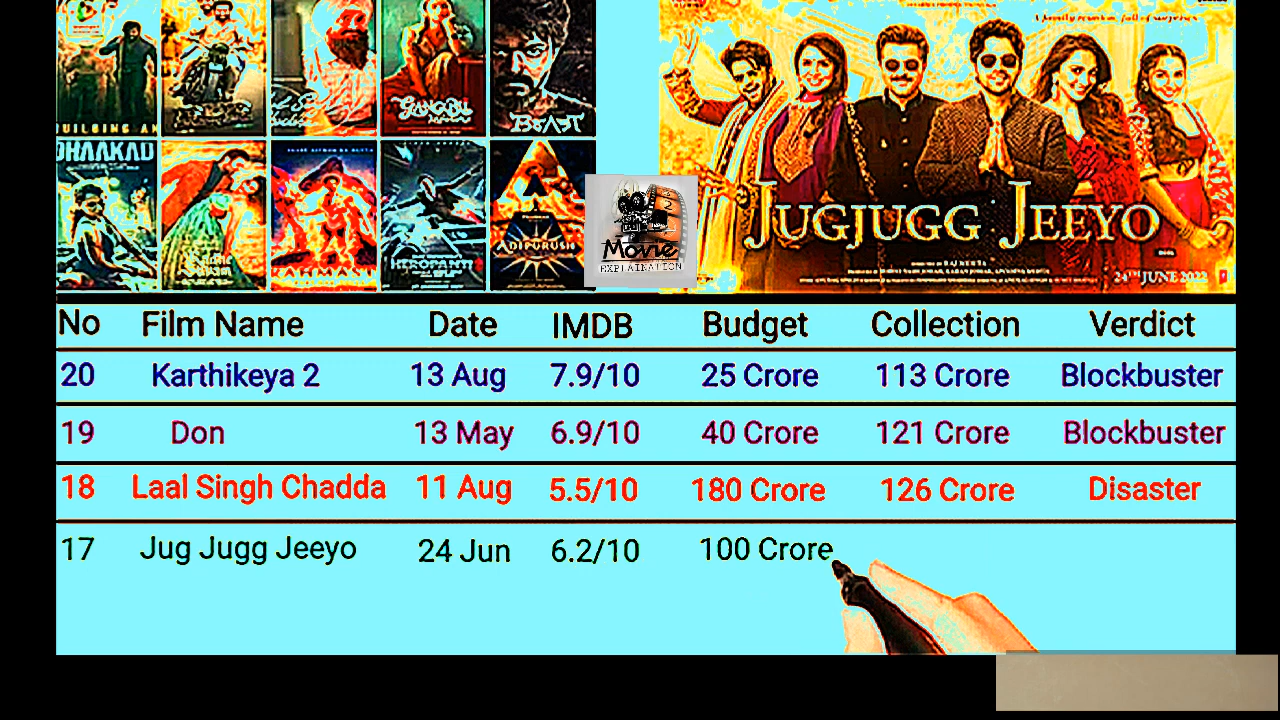 BEAST
DHAAKAD
HEROPANTI
ADIPURUSH
Movie
EXPLAINATION
JUGJUGG JEEYO
24TH JUNE 2022
No Film Name Date IMDB Budget Collection Verdict
20 Karthikeya 2 13 Aug 7.9/10 25 Crore 113 Crore Blockbuster
19 Don 13 May 6.9/10 40 Crore 121 Crore Blockbuster
18 Laal Singh Chadda 11 Aug 5.5/10 180 Crore 126 Crore Disaster
17 Jug Jugg Jeeyo 24 Jun 6.2/10 100 Crore